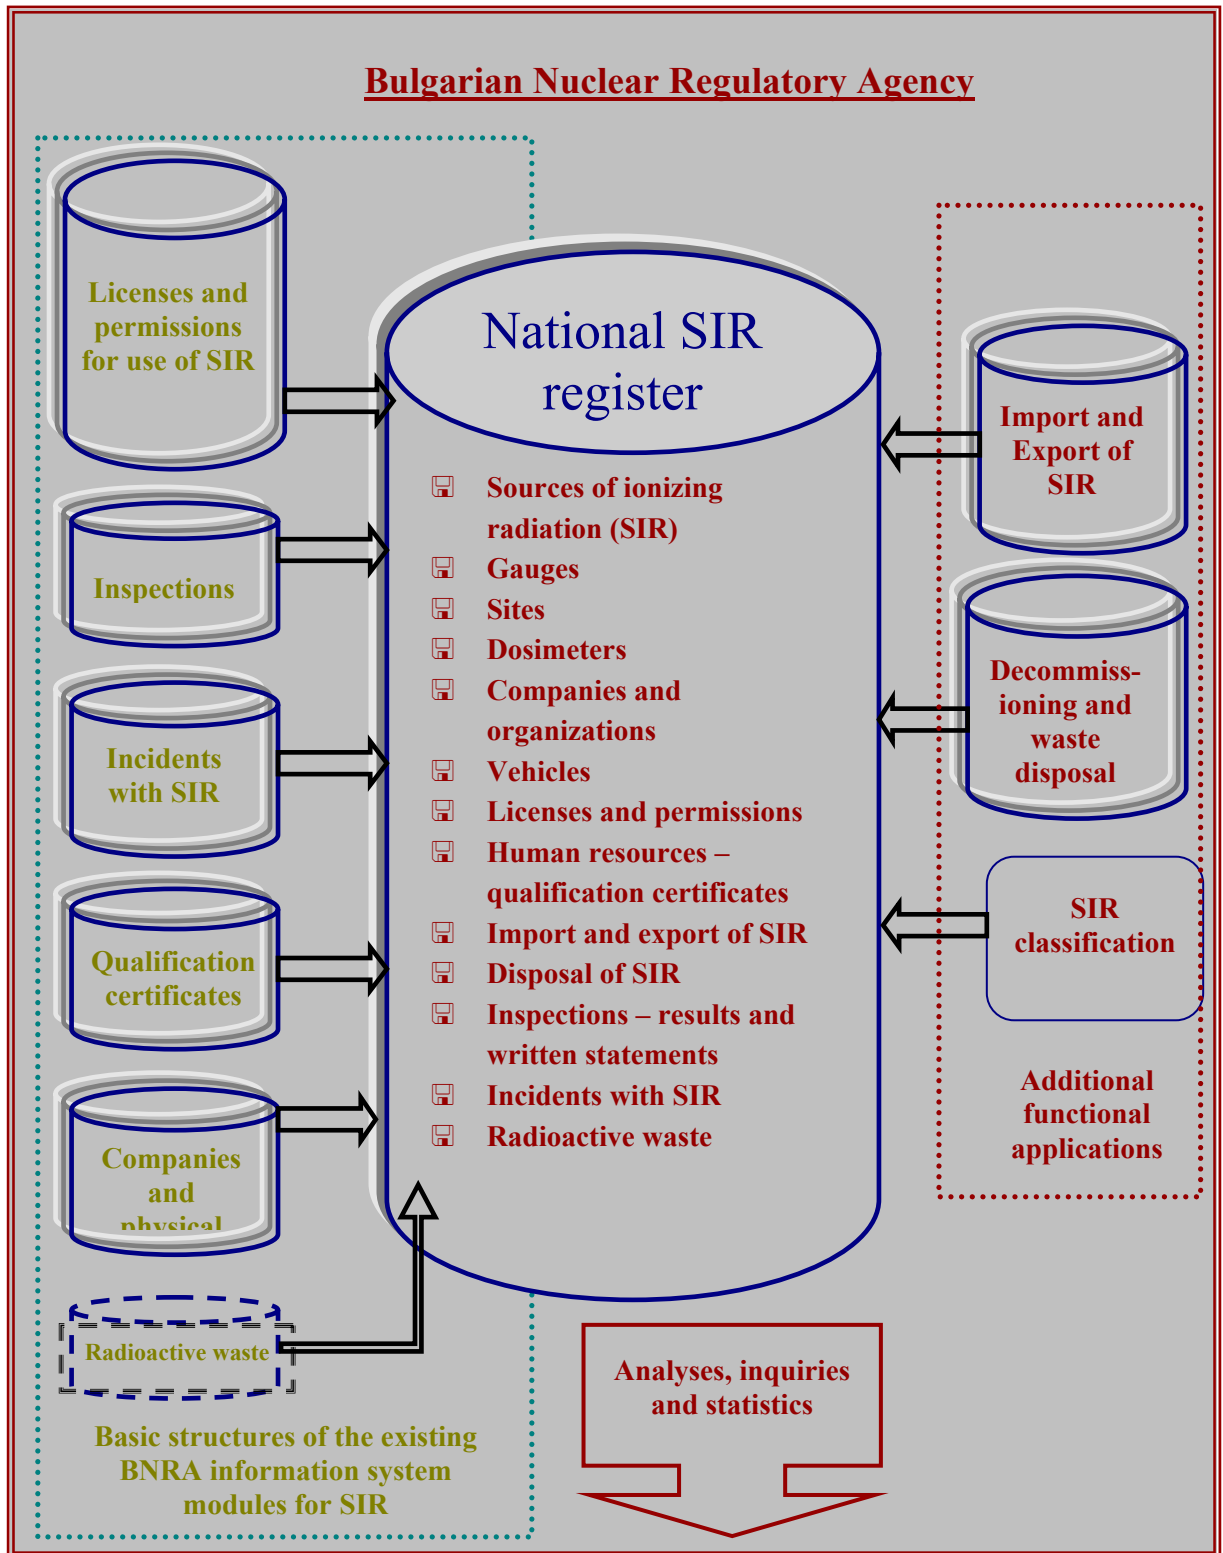 Bulgarian Nuclear Regulatory Agency
Licenses and
permissions
for use of SIR
Inspections
Incidents
with SIR
Qualification
certificates
Companies
and
physical
Radioactive waste
Basic structures of the existing
BNRA information system
modules for SIR
National SIR
register
Sources of ionizing
radiation (SIR)
Gauges
Sites
Dosimeters
Companies and
organizations
Vehicles
Licenses and permissions
Human resources –
qualification certificates
Import and export of SIR
Disposal of SIR
Inspections – results and
written statements
Incidents with SIR
Radioactive waste
Import and
Export of
SIR
Decommiss-
ioning and
waste
disposal
SIR
classification
Additional
functional
applications
Analyses, inquiries
and statistics